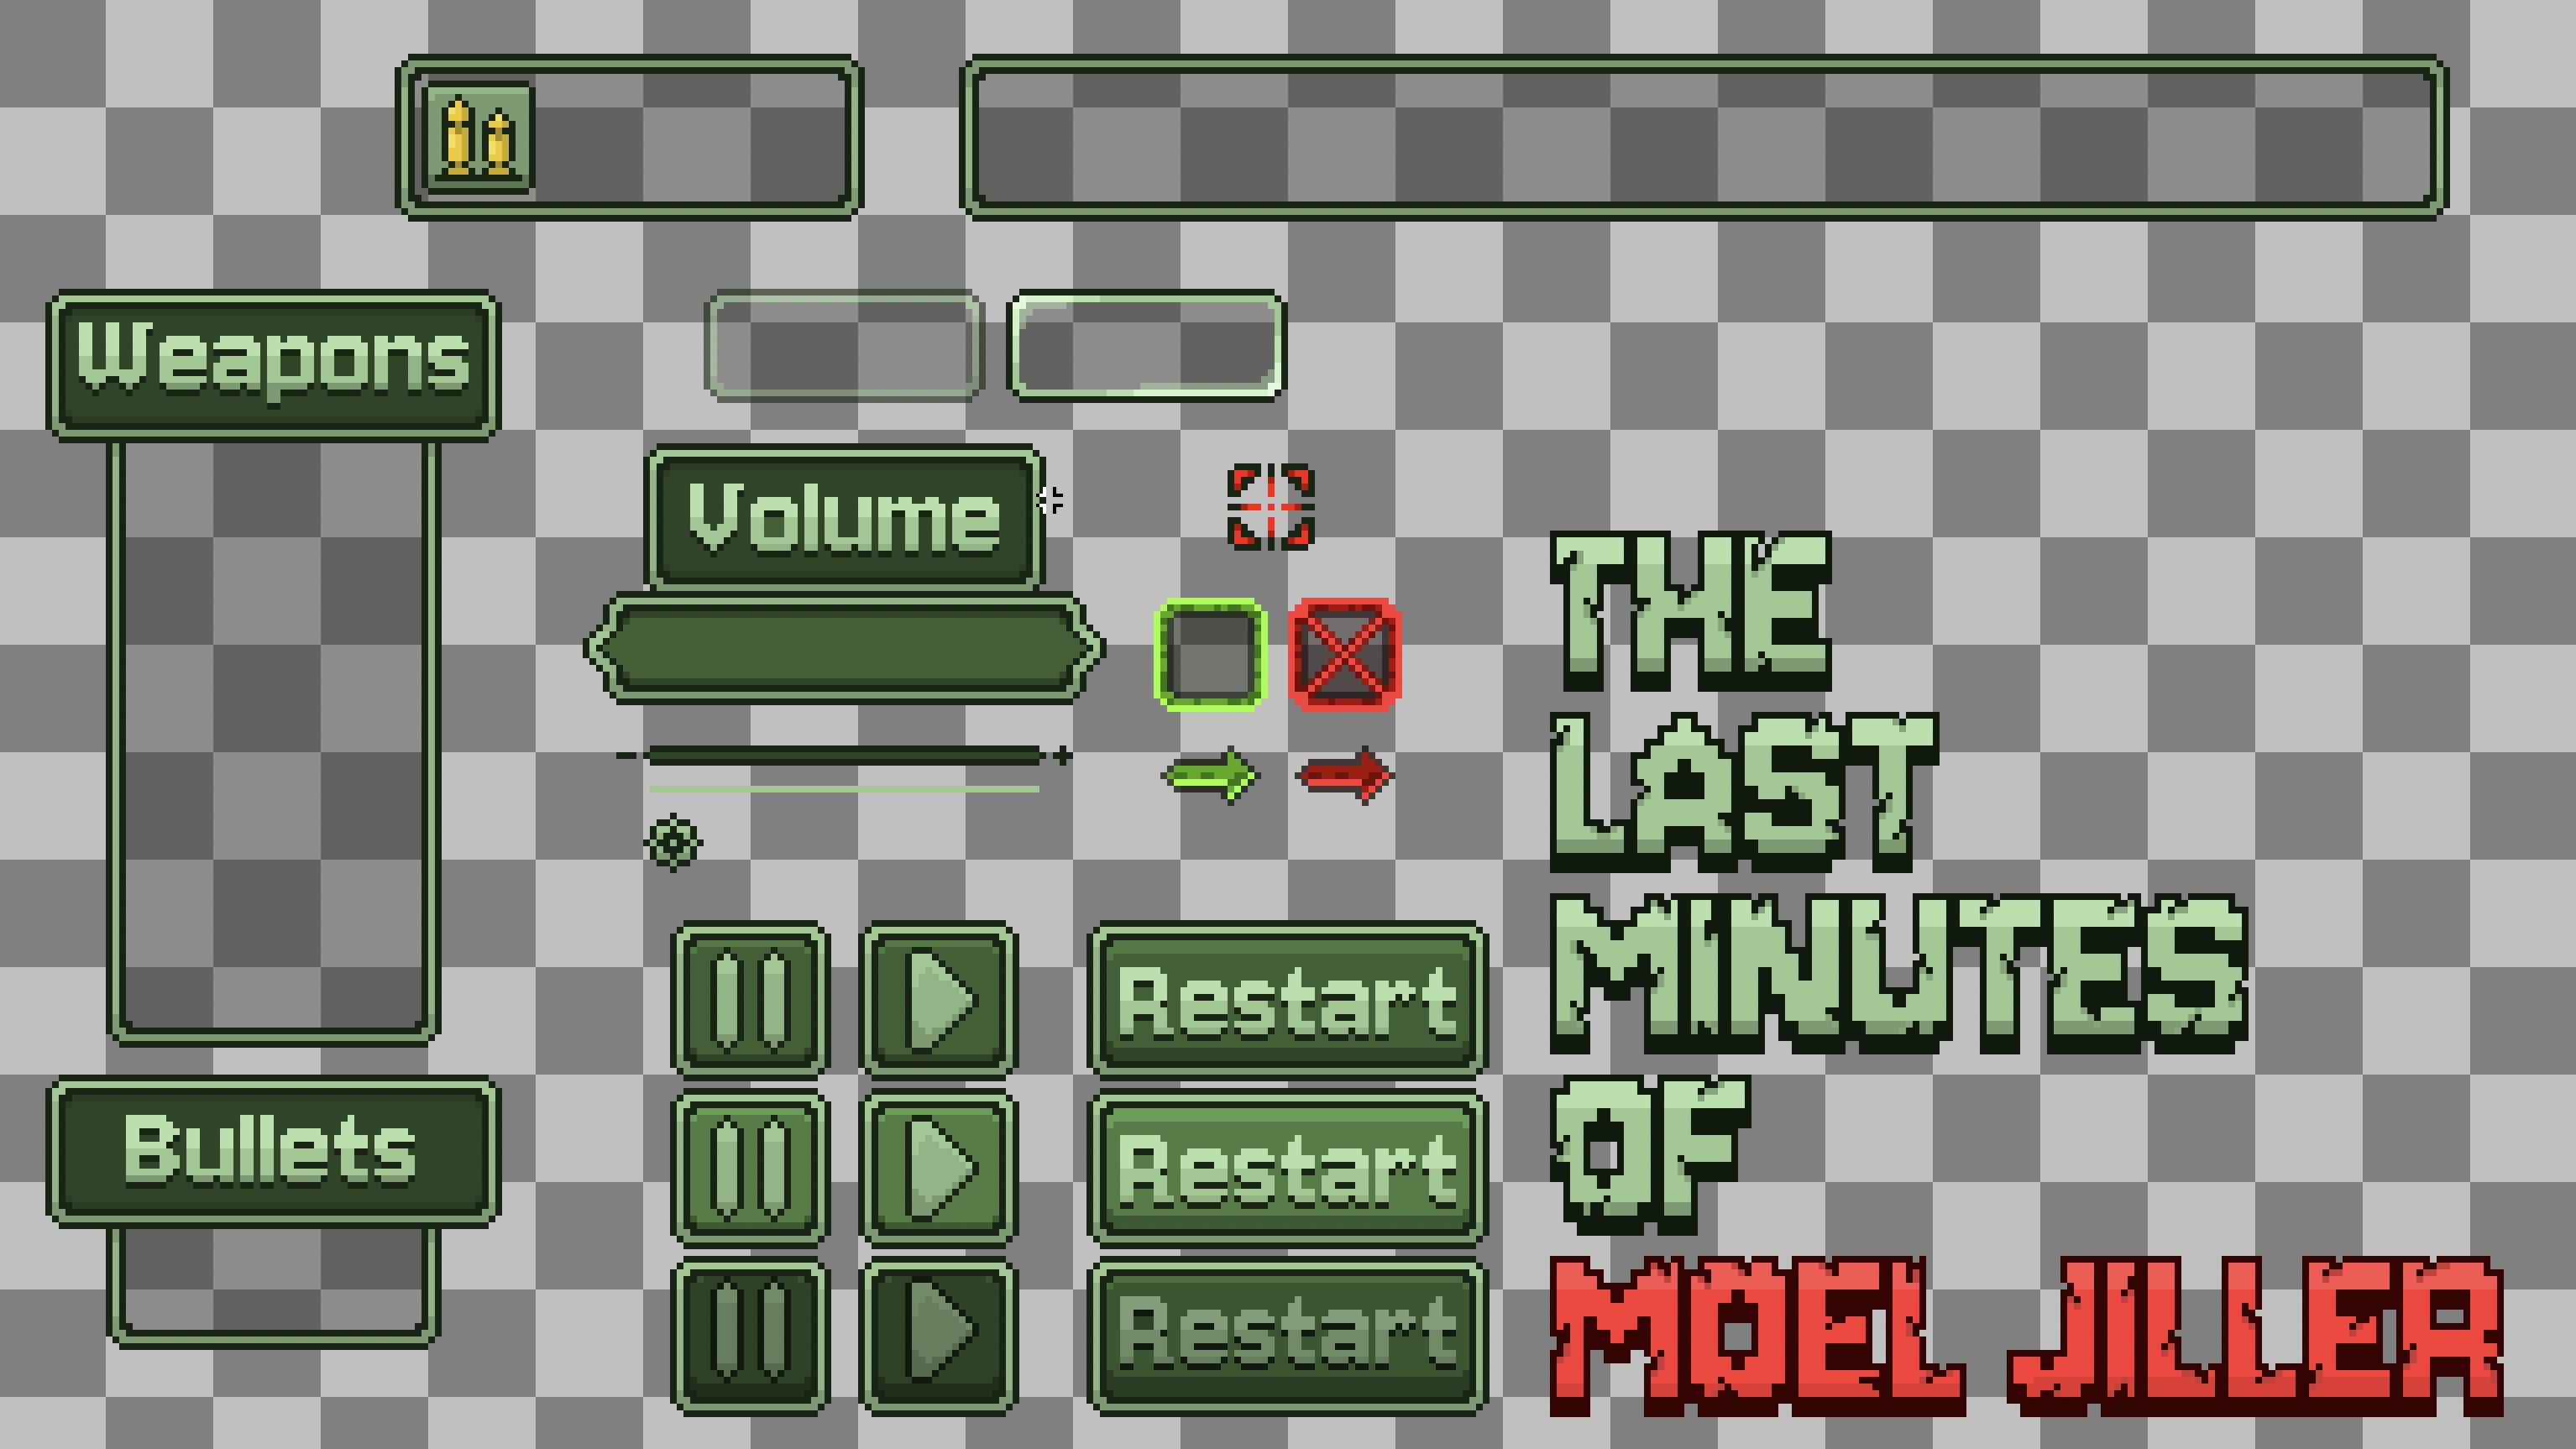 Weapons
Volume
THE
LAST
MINUTES
OF
MOEL JILLER
Restart
Restart
Restart
Bullets